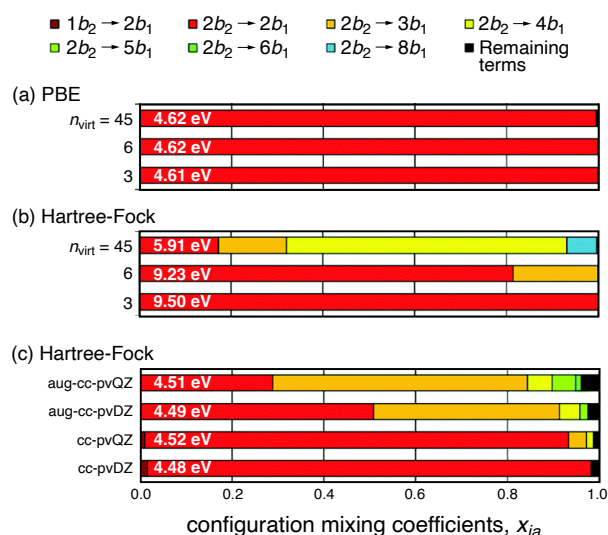 1b₂ → 2b₁ 2b₂ → 2b₁ 2b₂ → 3b₁ 2b₂ → 4b₁
2b₂ → 5b₁ 2b₂ → 6b₁ 2b₂ → 8b₁ Remaining terms
(a) PBE
n_virt = 45 4.62 eV
6 4.62 eV
3 4.61 eV
(b) Hartree-Fock
n_virt = 45 5.91 eV
6 9.23 eV
3 9.50 eV
(c) Hartree-Fock
aug-cc-pvQZ 4.51 eV
aug-cc-pvDZ 4.49 eV
cc-pvQZ 4.52 eV
cc-pvDZ 4.48 eV
0.0 0.2 0.4 0.6 0.8 1.0
configuration mixing coefficients, x_ia